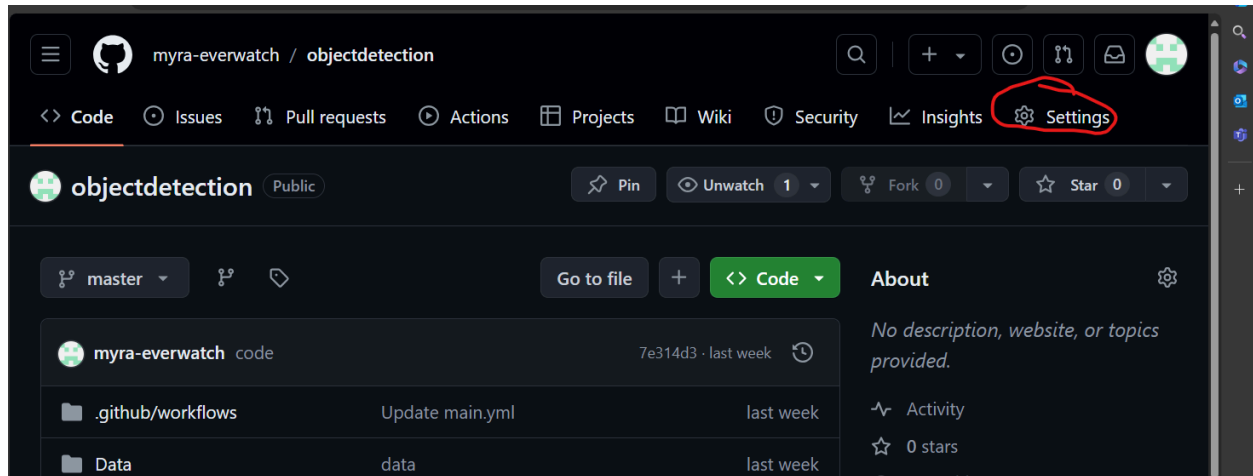 myra-everwatch / objectdetection
Code Issues Pull requests Actions Projects Wiki Security Insights Settings
objectdetection Public Pin Unwatch 1 Fork 0 Star 0
master Go to file Code About
myra-everwatch code 7e314d3 · last week
No description, website, or topics
provided.
.github/workflows Update main.yml last week
Activity
0 stars
Data data last week